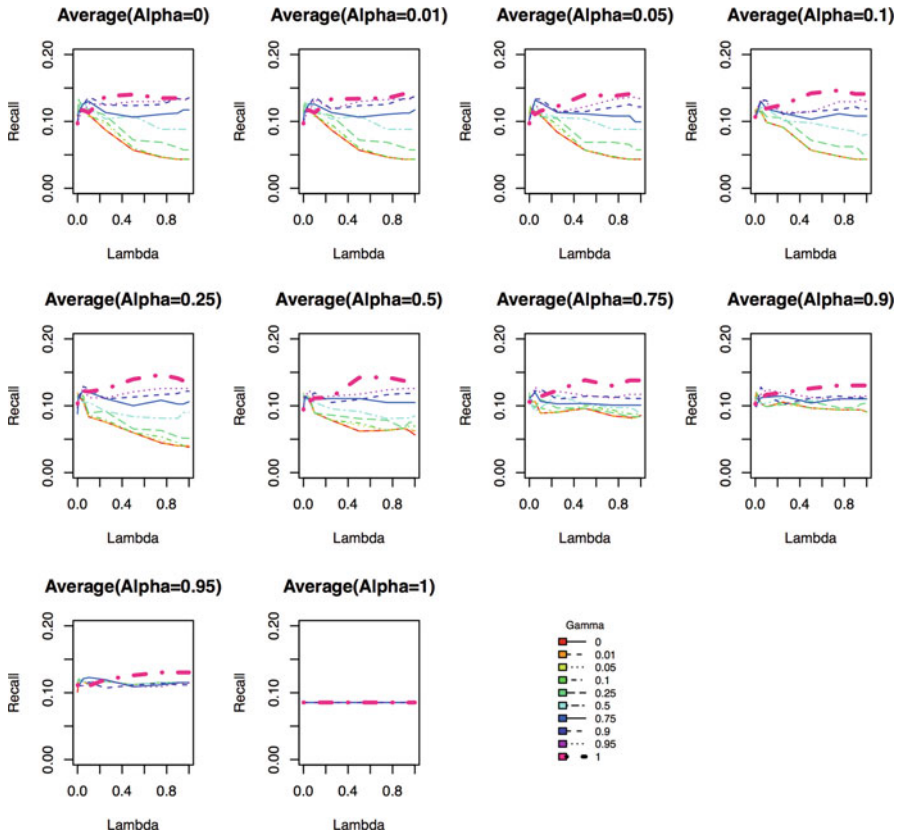 Average(Alpha=0)
Average(Alpha=0.01)
Average(Alpha=0.05)
Average(Alpha=0.1)
Recall
0.20
0.10
0.00
Recall
0.20
0.10
0.00
Recall
0.20
0.10
0.00
Recall
0.20
0.10
0.00
0.0 0.4 0.8
0.0 0.4 0.8
0.0 0.4 0.8
0.0 0.4 0.8
Lambda
Lambda
Lambda
Lambda
Average(Alpha=0.25)
Average(Alpha=0.5)
Average(Alpha=0.75)
Average(Alpha=0.9)
Recall
0.20
0.10
0.00
Recall
0.20
0.10
0.00
Recall
0.20
0.10
0.00
Recall
0.20
0.10
0.00
0.0 0.4 0.8
0.0 0.4 0.8
0.0 0.4 0.8
0.0 0.4 0.8
Lambda
Lambda
Lambda
Lambda
Average(Alpha=0.95)
Average(Alpha=1)
Recall
0.20
0.10
0.00
Recall
0.20
0.10
0.00
0.0 0.4 0.8
0.0 0.4 0.8
Lambda
Lambda
Gamma
0
0.01
0.05
0.1
0.25
0.5
0.75
0.9
0.95
1